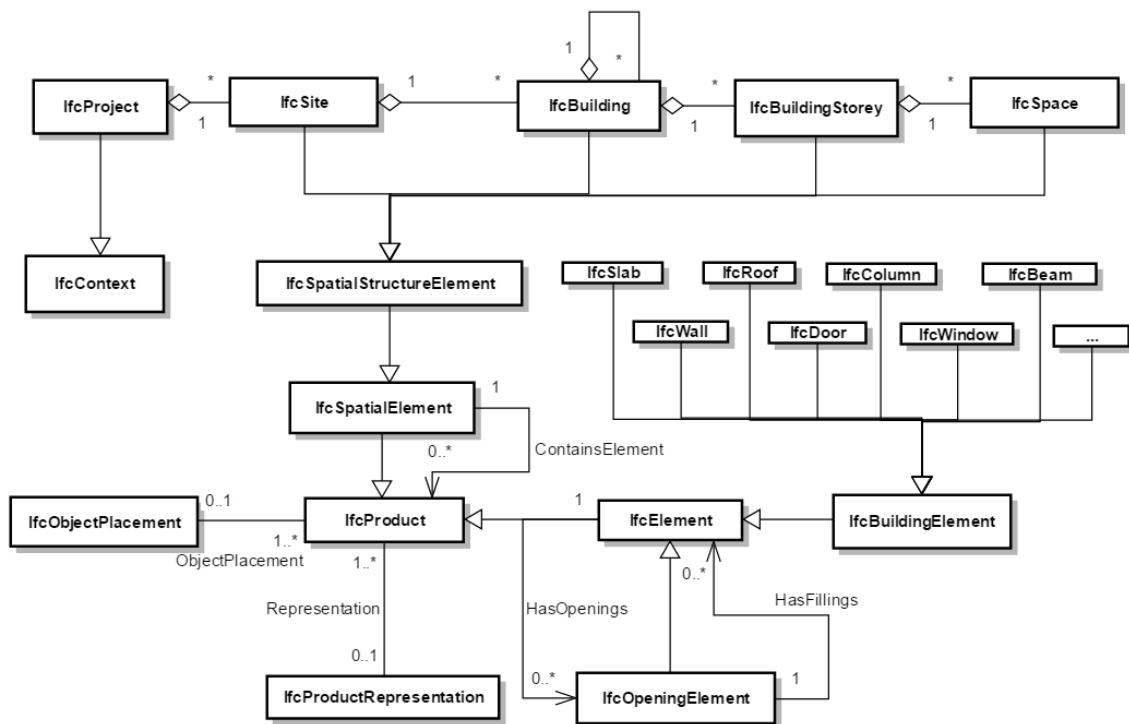 1
*
*
1
*
*
*
IfcProject
IfcSite
IfcBuilding
IfcBuildingStorey
IfcSpace
1
1
1
IfcContext
IfcSpatialStructureElement
IfcSlab
IfcRoof
IfcColumn
IfcBeam
IfcWall
IfcDoor
IfcWindow
...
1
IfcSpatialElement
0..*
ContainsElement
0..1
1
IfcObjectPlacement
IfcProduct
IfcElement
IfcBuildingElement
1..*
1..*
ObjectPlacement
0..*
Representation
HasOpenings
HasFillings
0..1
0..*
1
IfcProductRepresentation
IfcOpeningElement